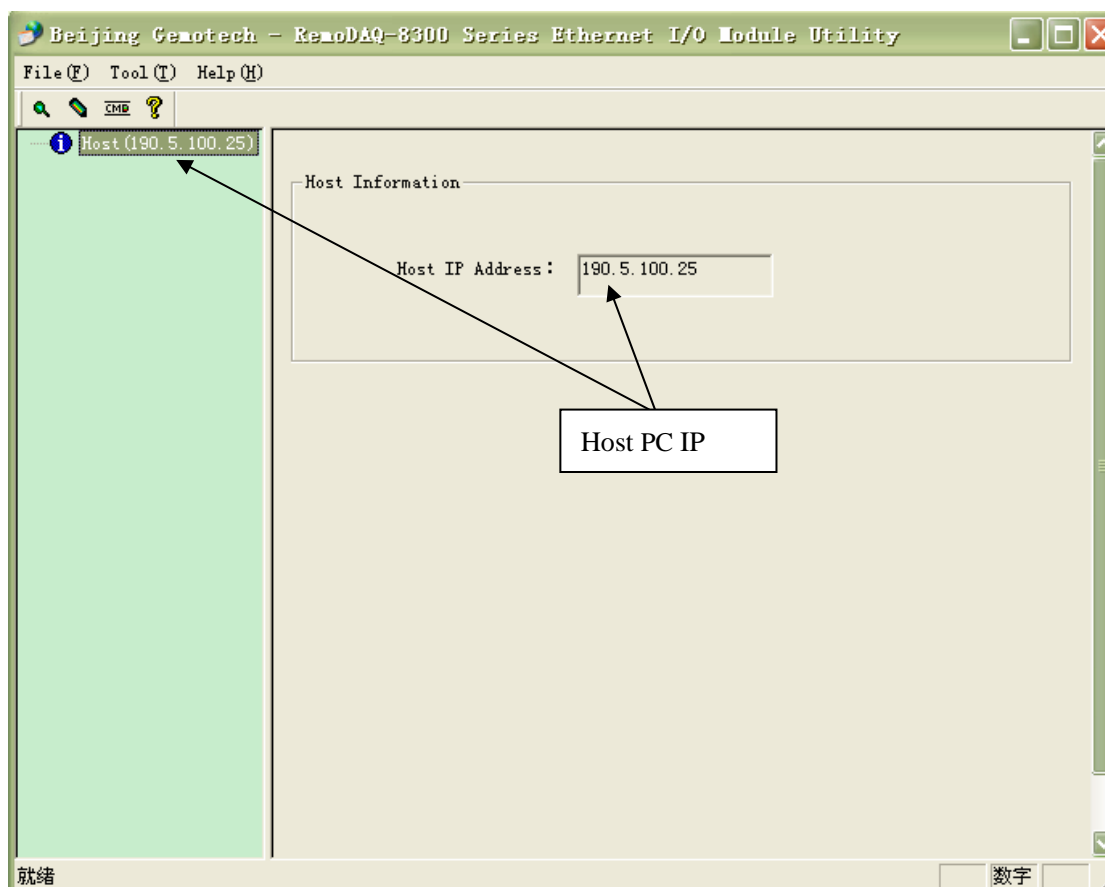 Beijing Gemotech - RemoDAQ-8300 Series Ethernet I/O Module Utility
File(F) Tool(T) Help(H)
CMD
Host(190.5.100.25)
Host Information
Host IP Address：
190.5.100.25
Host PC IP
就绪
数字